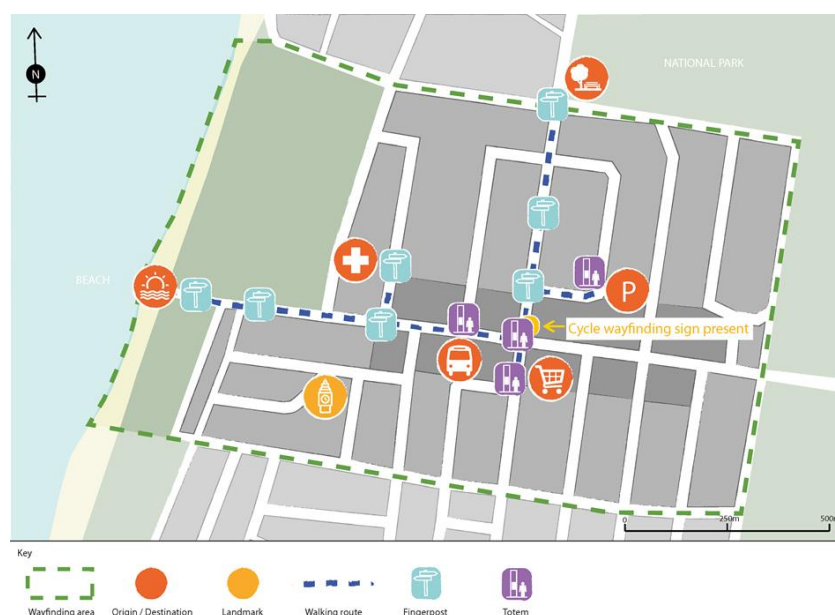 N
NATIONAL PARK
BEACH
P
Cycle wayfinding sign present
0 250m 500m
Key
Wayfinding area Origin / Destination Landmark Walking route Fingerpost Totem